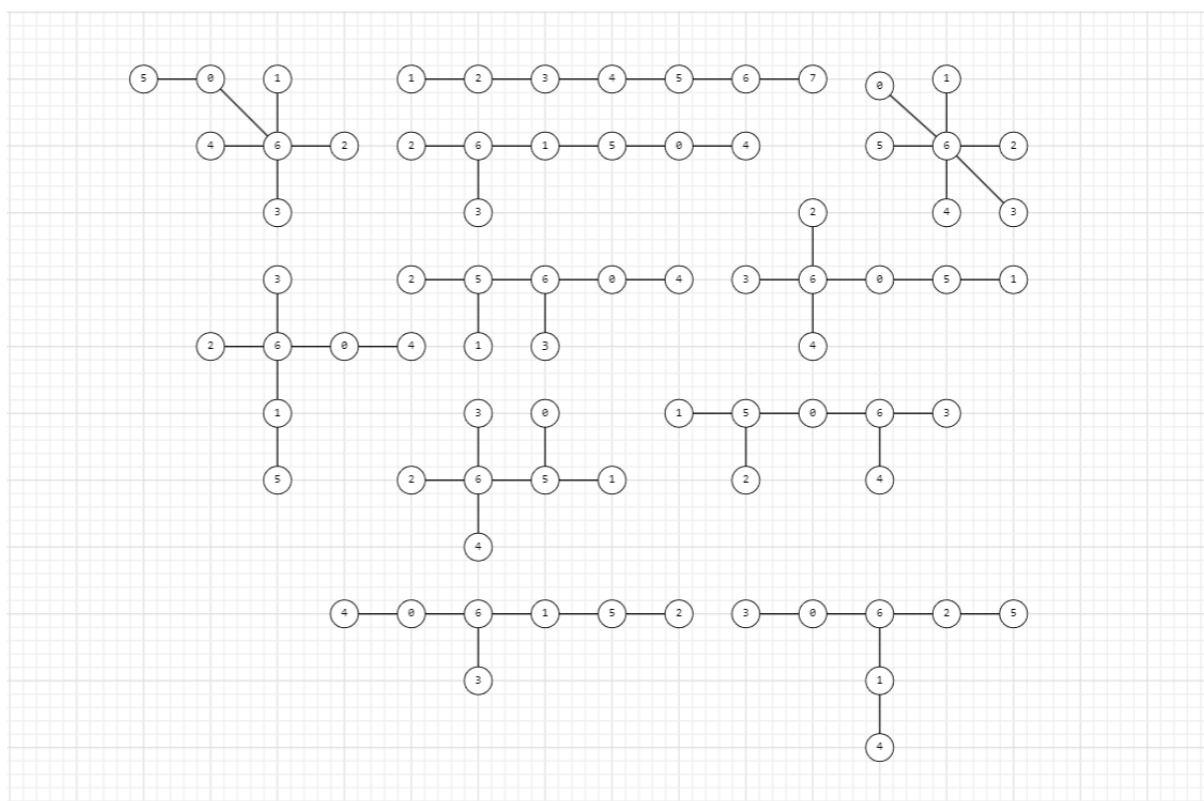 5 0 1 1 2 3 4 5 6 7 0 1
4 6 2 2 6 1 5 0 4 5 6 2
3 3 2 4 3
3 2 5 6 0 4 3 6 0 5 1
2 6 0 4 1 3 4
1 3 0 1 5 0 6 3
5 2 6 5 1 2 4
4
4 0 6 1 5 2 3 0 6 2 5
3 1
4